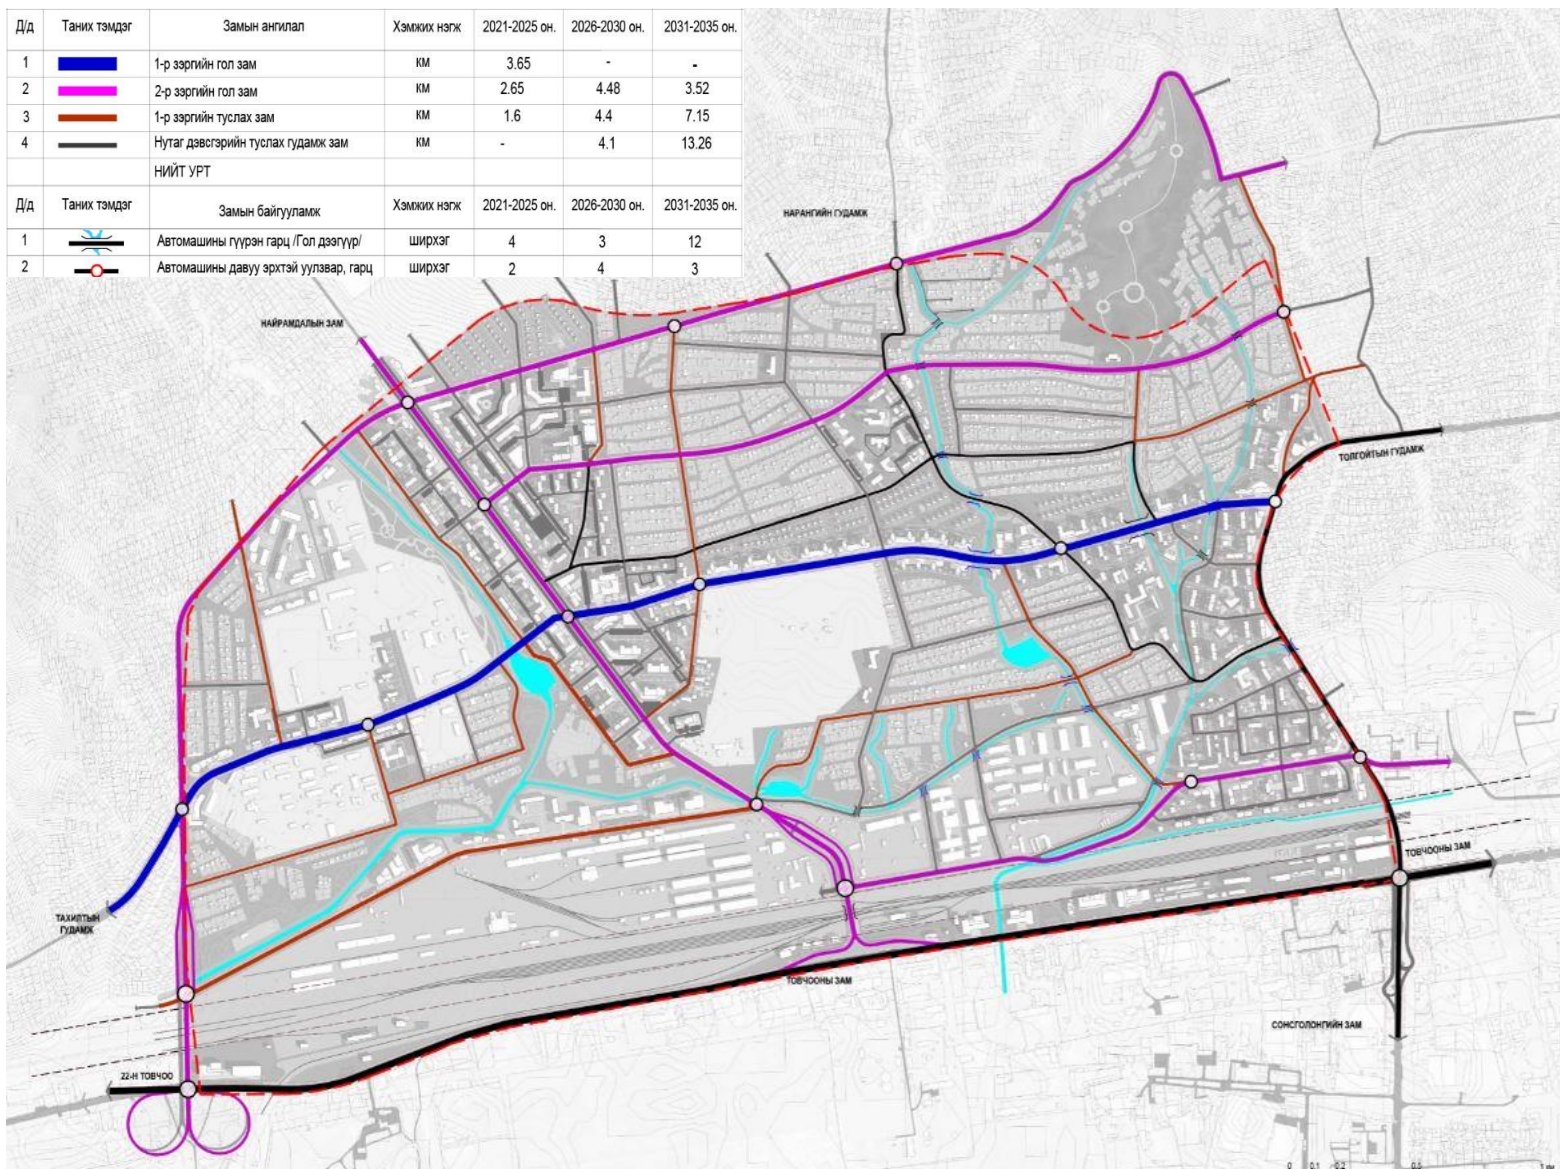 Д/Д Таних тэмдэг Замын ангилал Хэмжих нэгж 2021-2025 он. 2026-2030 он. 2031-2035 он.
1 1-р зэргийн гол зам КМ 3.65 - -
2 2-р зэргийн гол зам КМ 2.65 4.48 3.52
3 1-р зэргийн туслах зам КМ 1.6 4.4 7.15
4 Нутаг дэвсгэрийн туслах гудамж зам КМ - 4.1 13.26
НИЙТ УРТ
Д/д Таних тэмдэг Замын байгууламж Хэмжих нэгж 2021-2025 он. 2026-2030 он. 2031-2035 он.
1 Автомашины гүүрэн гарц /Гол дээгүүр/ ширхэг 4 3 12
2 Автомашины давуу эрхтэй уулзвар, гарц ширхэг 2 4 3
НАРАНГИЙН ГУДАМЖ
НАЙРАМДАЛЫН ЗАМ
ТОЛГОЙТЫН ГУДАМЖ
ТОВЧООНЫ ЗАМ
ТАХИЛТЫН
ГУДАМЖ
ТОВЧООНЫ ЗАМ
СОНСГОЛОНГИЙН ЗАМ
22-Н ТОВЧОО
0 0.1 0.2